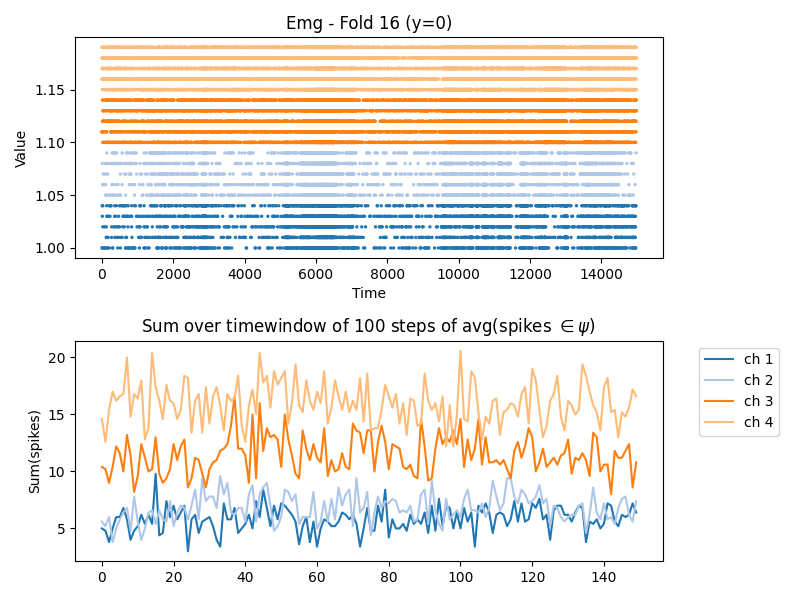 Emg - Fold 16 (y=0)
Value
1.15
1.10
1.05
1.00
0 2000 4000 6000 8000 10000 12000 14000
Time
Sum over timewindow of 100 steps of avg(spikes ∈ψ)
Sum(spikes)
20
15
10
5
0 20 40 60 80 100 120 140
ch 1
ch 2
ch 3
ch 4